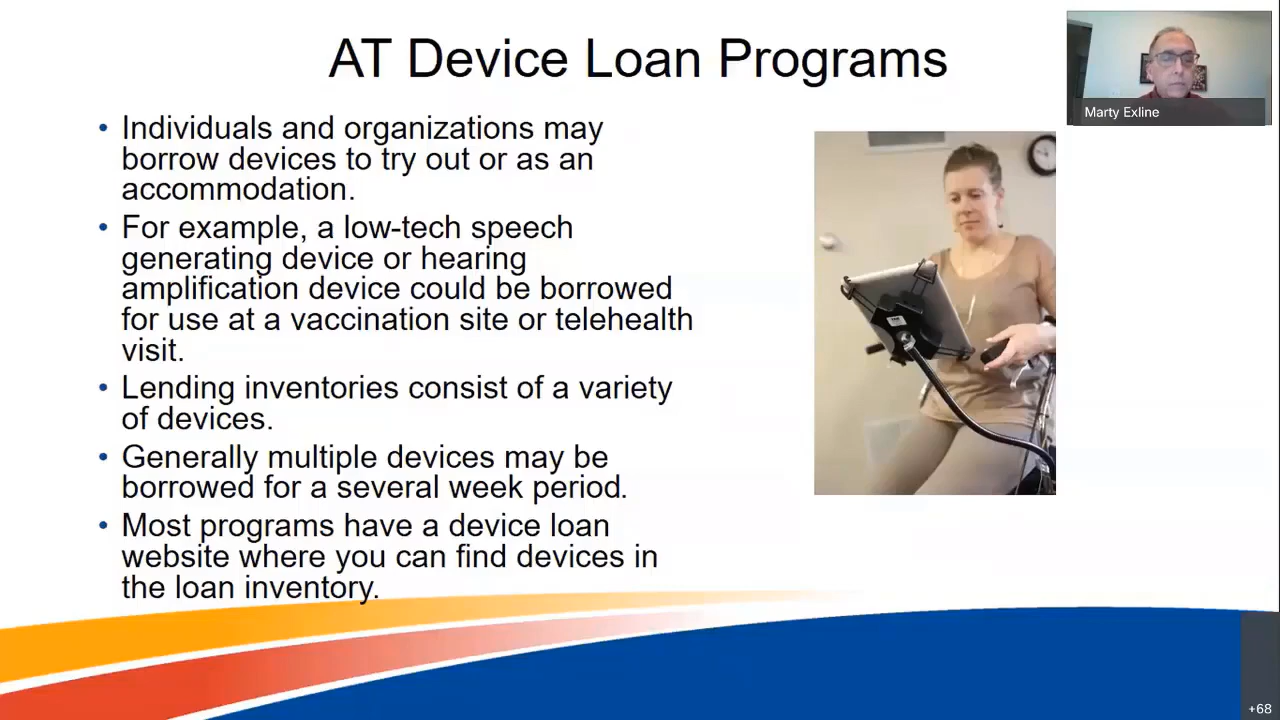 AT Device Loan Programs
Marty Exline
• Individuals and organizations may
borrow devices to try out or as an
accommodation.
• For example, a low-tech speech
generating device or hearing
amplification device could be borrowed
for use at a vaccination site or telehealth
visit.
• Lending inventories consist of a variety
of devices.
• Generally multiple devices may be
borrowed for a several week period.
• Most programs have a device loan
website where you can find devices in
the loan inventory.
+68